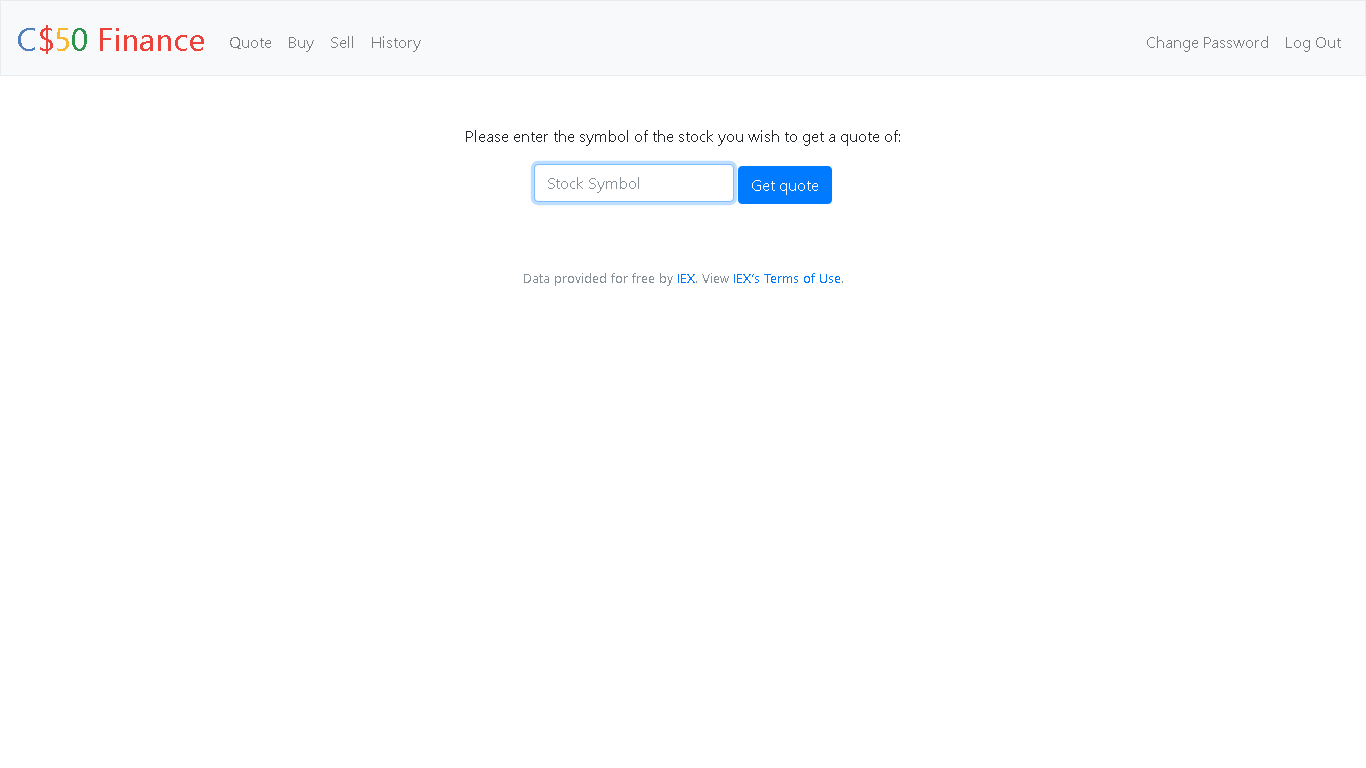 C$50 Finance Quote Buy Sell History Change Password Log Out
Please enter the symbol of the stock you wish to get a quote of:
Stock Symbol Get quote
Data provided for free by IEX. View IEX's Terms of Use.